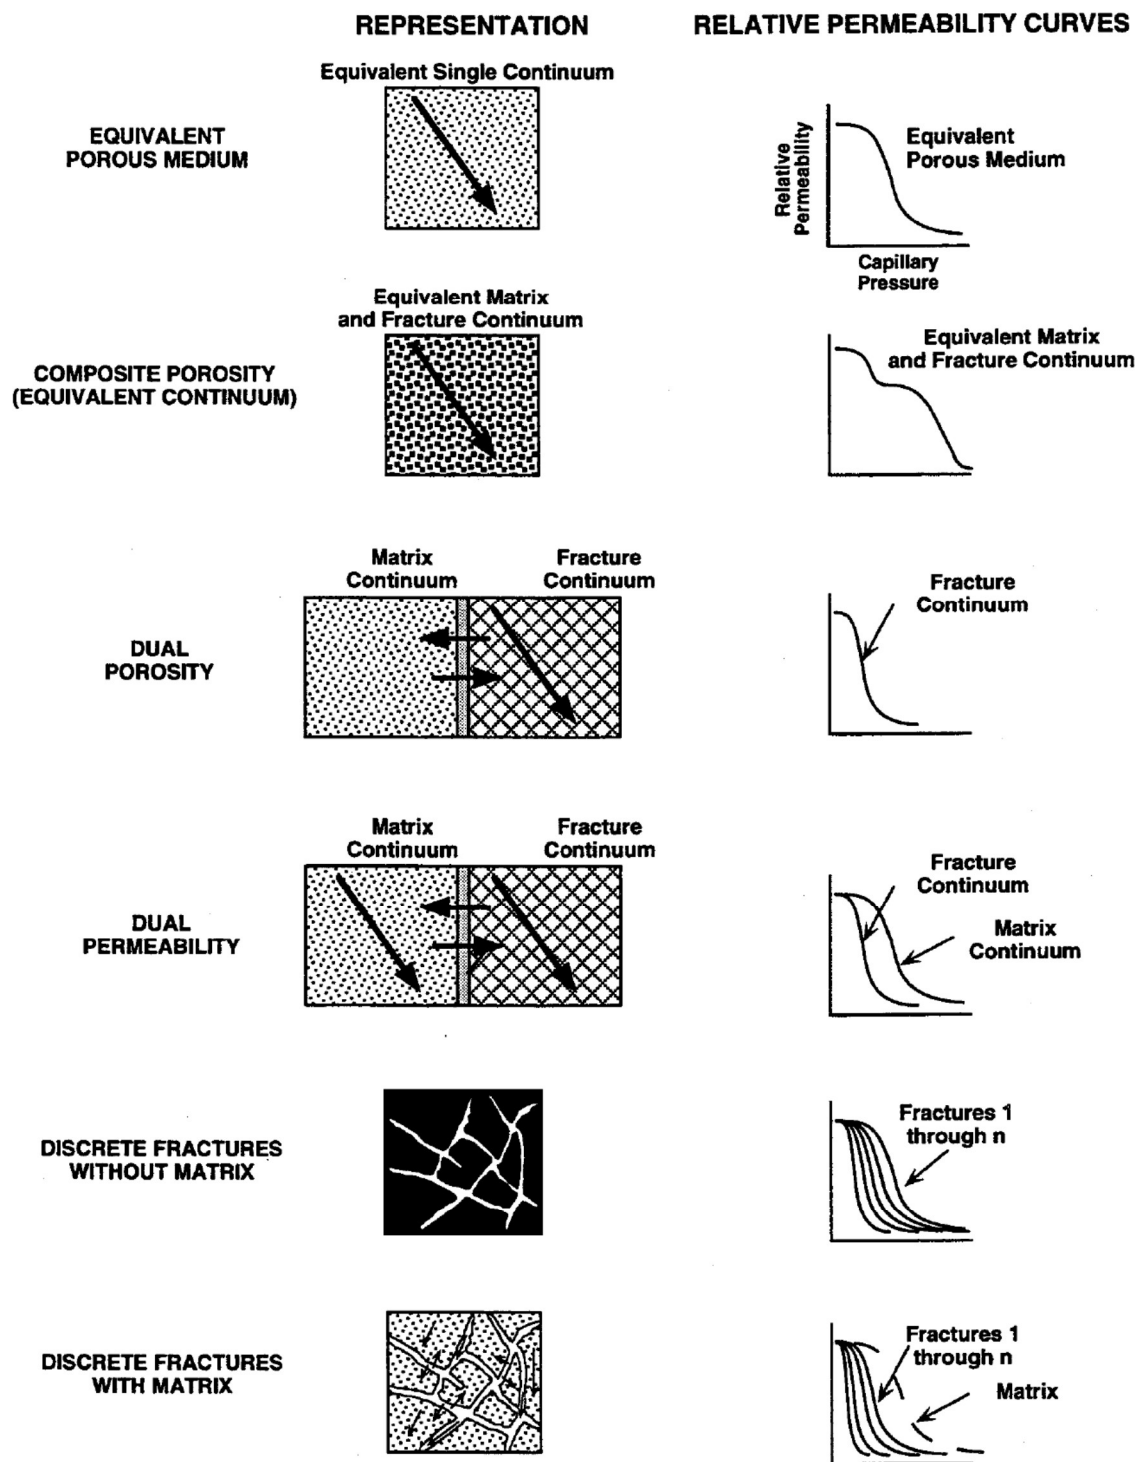 REPRESENTATION
RELATIVE PERMEABILITY CURVES
EQUIVALENT
POROUS MEDIUM
Equivalent Single Continuum
Relative
Permeability
Equivalent
Porous Medium
Capillary
Pressure
COMPOSITE POROSITY
(EQUIVALENT CONTINUUM)
Equivalent Matrix
and Fracture Continuum
Equivalent Matrix
and Fracture Continuum
DUAL
POROSITY
Matrix
Continuum
Fracture
Continuum
Fracture
Continuum
DUAL
PERMEABILITY
Matrix
Continuum
Fracture
Continuum
Fracture
Continuum
Matrix
Continuum
DISCRETE FRACTURES
WITHOUT MATRIX
Fractures 1
through n
DISCRETE FRACTURES
WITH MATRIX
Fractures 1
through n
Matrix